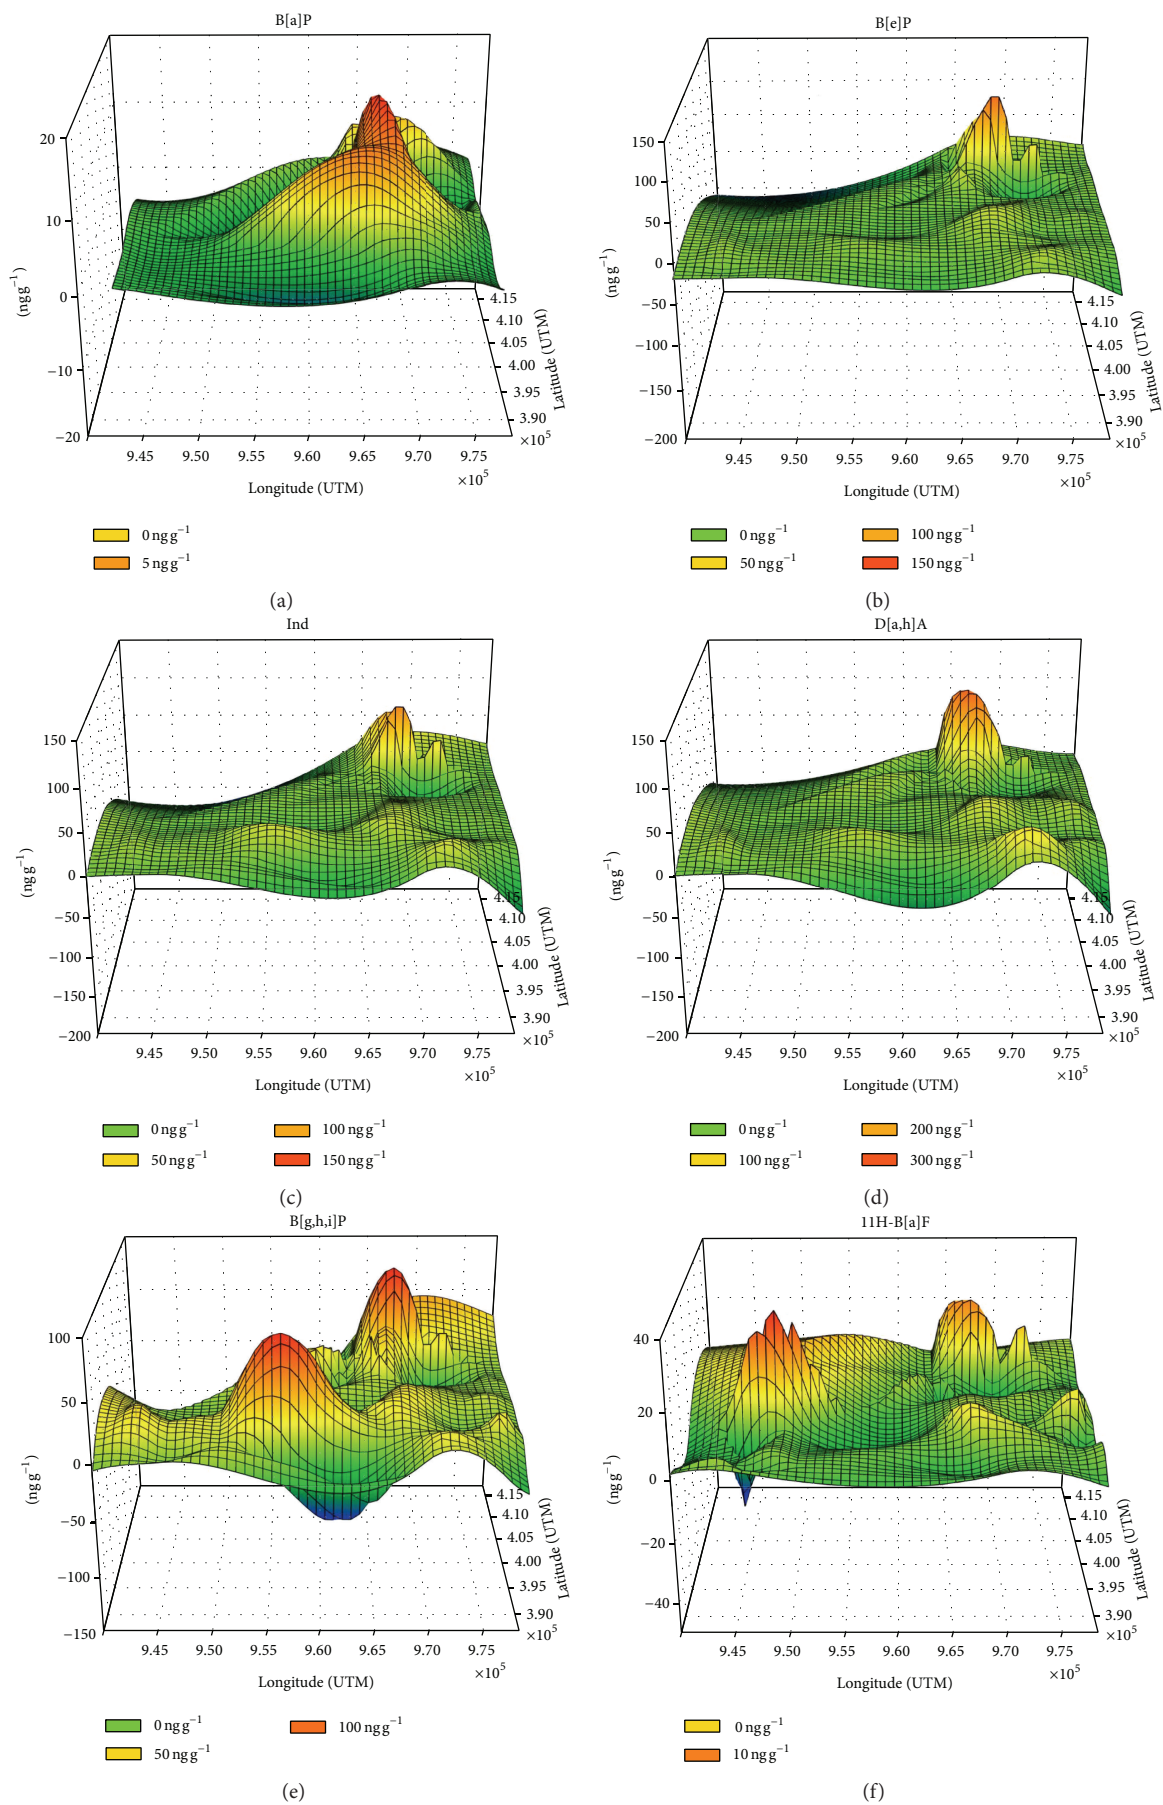 B[a]P
20
10
0
−10
−20
(ng g−1)
4.15
4.10
4.05
4.00
3.95
3.90
×10^5
Latitude (UTM)
9.45 9.50 9.55 9.60 9.65 9.70 9.75
×10^5
Longitude (UTM)
0 ng g−1
5 ng g−1
(a)
B[e]P
150
100
50
0
−50
−100
−150
−200
(ng g−1)
4.15
4.10
4.05
4.00
3.95
3.90
×10^5
Latitude (UTM)
9.45 9.50 9.55 9.60 9.65 9.70 9.75
×10^5
Longitude (UTM)
0 ng g−1 100 ng g−1
50 ng g−1 150 ng g−1
(b)
Ind
150
100
50
0
−50
−100
−150
−200
(ng g−1)
4.15
4.10
4.05
4.00
3.95
3.90
×10^5
Latitude (UTM)
9.45 9.50 9.55 9.60 9.65 9.70 9.75
×10^5
Longitude (UTM)
0 ng g−1 100 ng g−1
50 ng g−1 150 ng g−1
(c)
D[a,h]A
150
100
50
0
−50
−100
−150
−200
(ng g−1)
4.15
4.10
4.05
4.00
3.95
3.90
×10^5
Latitude (UTM)
9.45 9.50 9.55 9.60 9.65 9.70 9.75
×10^5
Longitude (UTM)
0 ng g−1 200 ng g−1
100 ng g−1 300 ng g−1
(d)
B[g,h,i]P
100
50
0
−50
−100
−150
(ng g−1)
4.15
4.10
4.05
4.00
3.95
3.90
×10^5
Latitude (UTM)
9.45 9.50 9.55 9.60 9.65 9.70 9.75
×10^5
Longitude (UTM)
0 ng g−1 100 ng g−1
50 ng g−1
(e)
11H-B[a]F
40
20
0
−20
−40
(ng g−1)
4.15
4.10
4.05
4.00
3.95
3.90
×10^5
Latitude (UTM)
9.45 9.50 9.55 9.60 9.65 9.70 9.75
×10^5
Longitude (UTM)
0 ng g−1
10 ng g−1
(f)